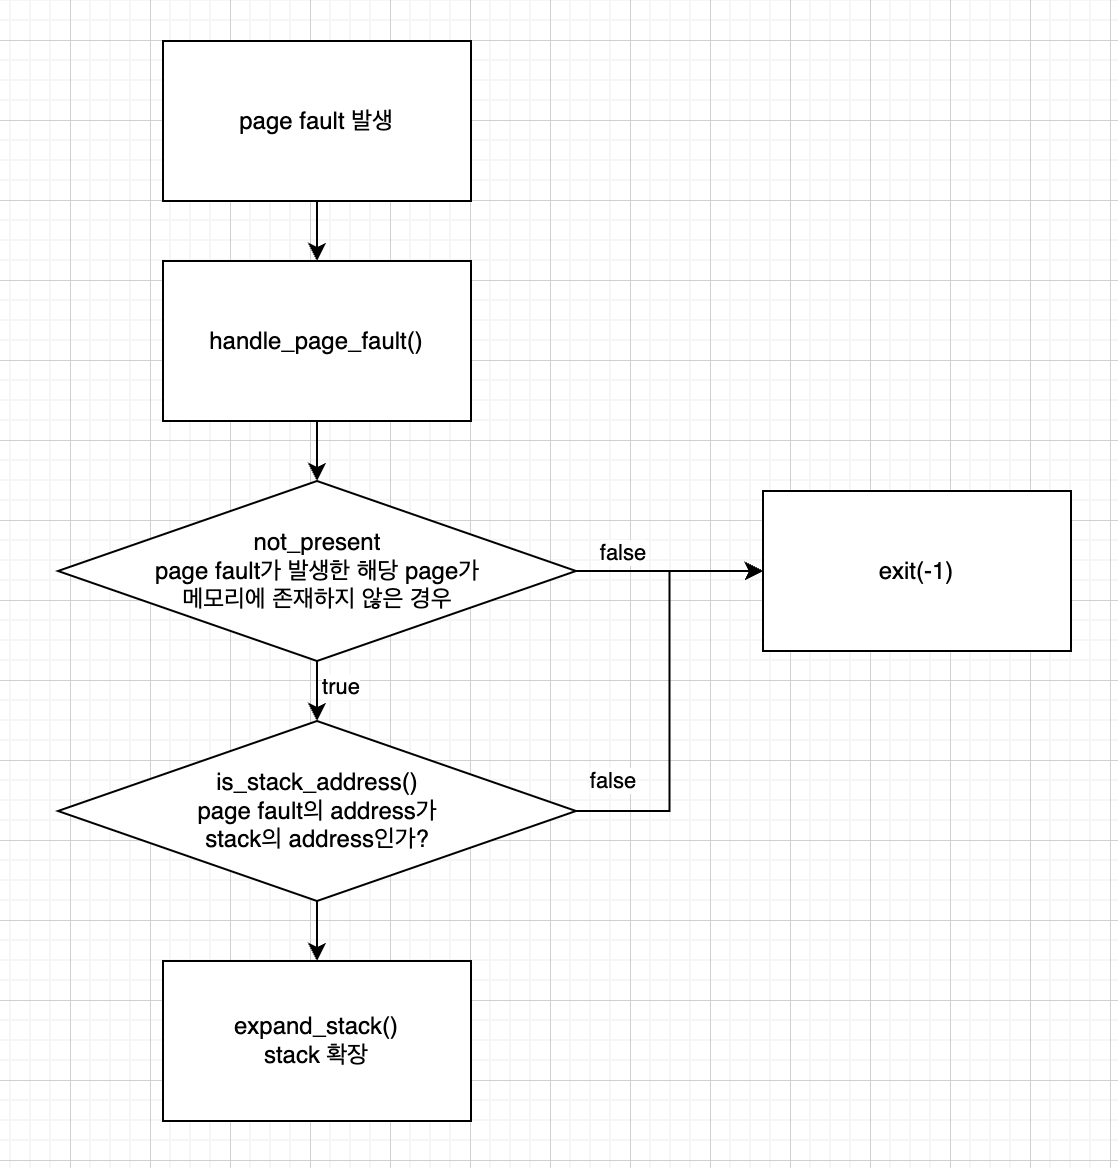 page fault 발생
handle_page_fault()
not_present
page fault가 발생한 해당 page가
메모리에 존재하지 않은 경우
false
exit(-1)
true
is_stack_address()
page fault의 address가
stack의 address인가?
false
expand_stack()
stack 확장